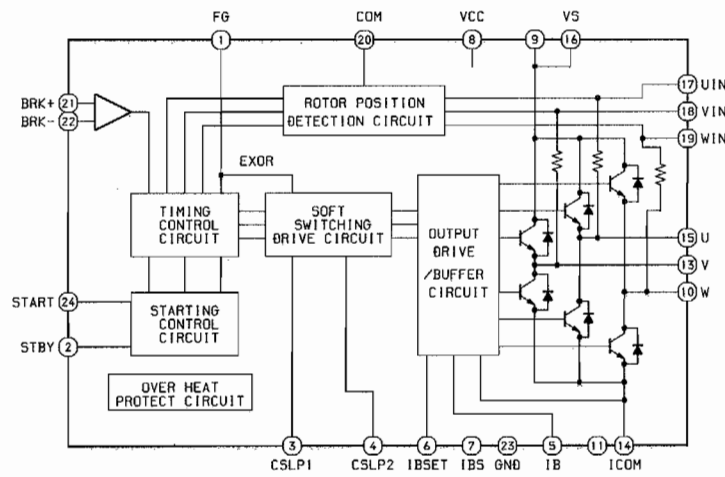 FG COM VCC VS
1 20 8 9 16
BRK+ 21
BRK- 22
ROTOR POSITION
DETECTION CIRCUIT
17 UIN
18 VIN
19 WIN
EXOR
TIMING
CONTROL
CIRCUIT
SOFT
SWITCHING
DRIVE CIRCUIT
OUTPUT
DRIVE
/BUFFER
CIRCUIT
15 U
13 V
10 W
START 24
STBY 2
STARTING
CONTROL
CIRCUIT
OVER HEAT
PROTECT CIRCUIT
3 4 6 7 23 5 11 14
CSLP1 CSLP2 IBSET IBS GND IB ICOM